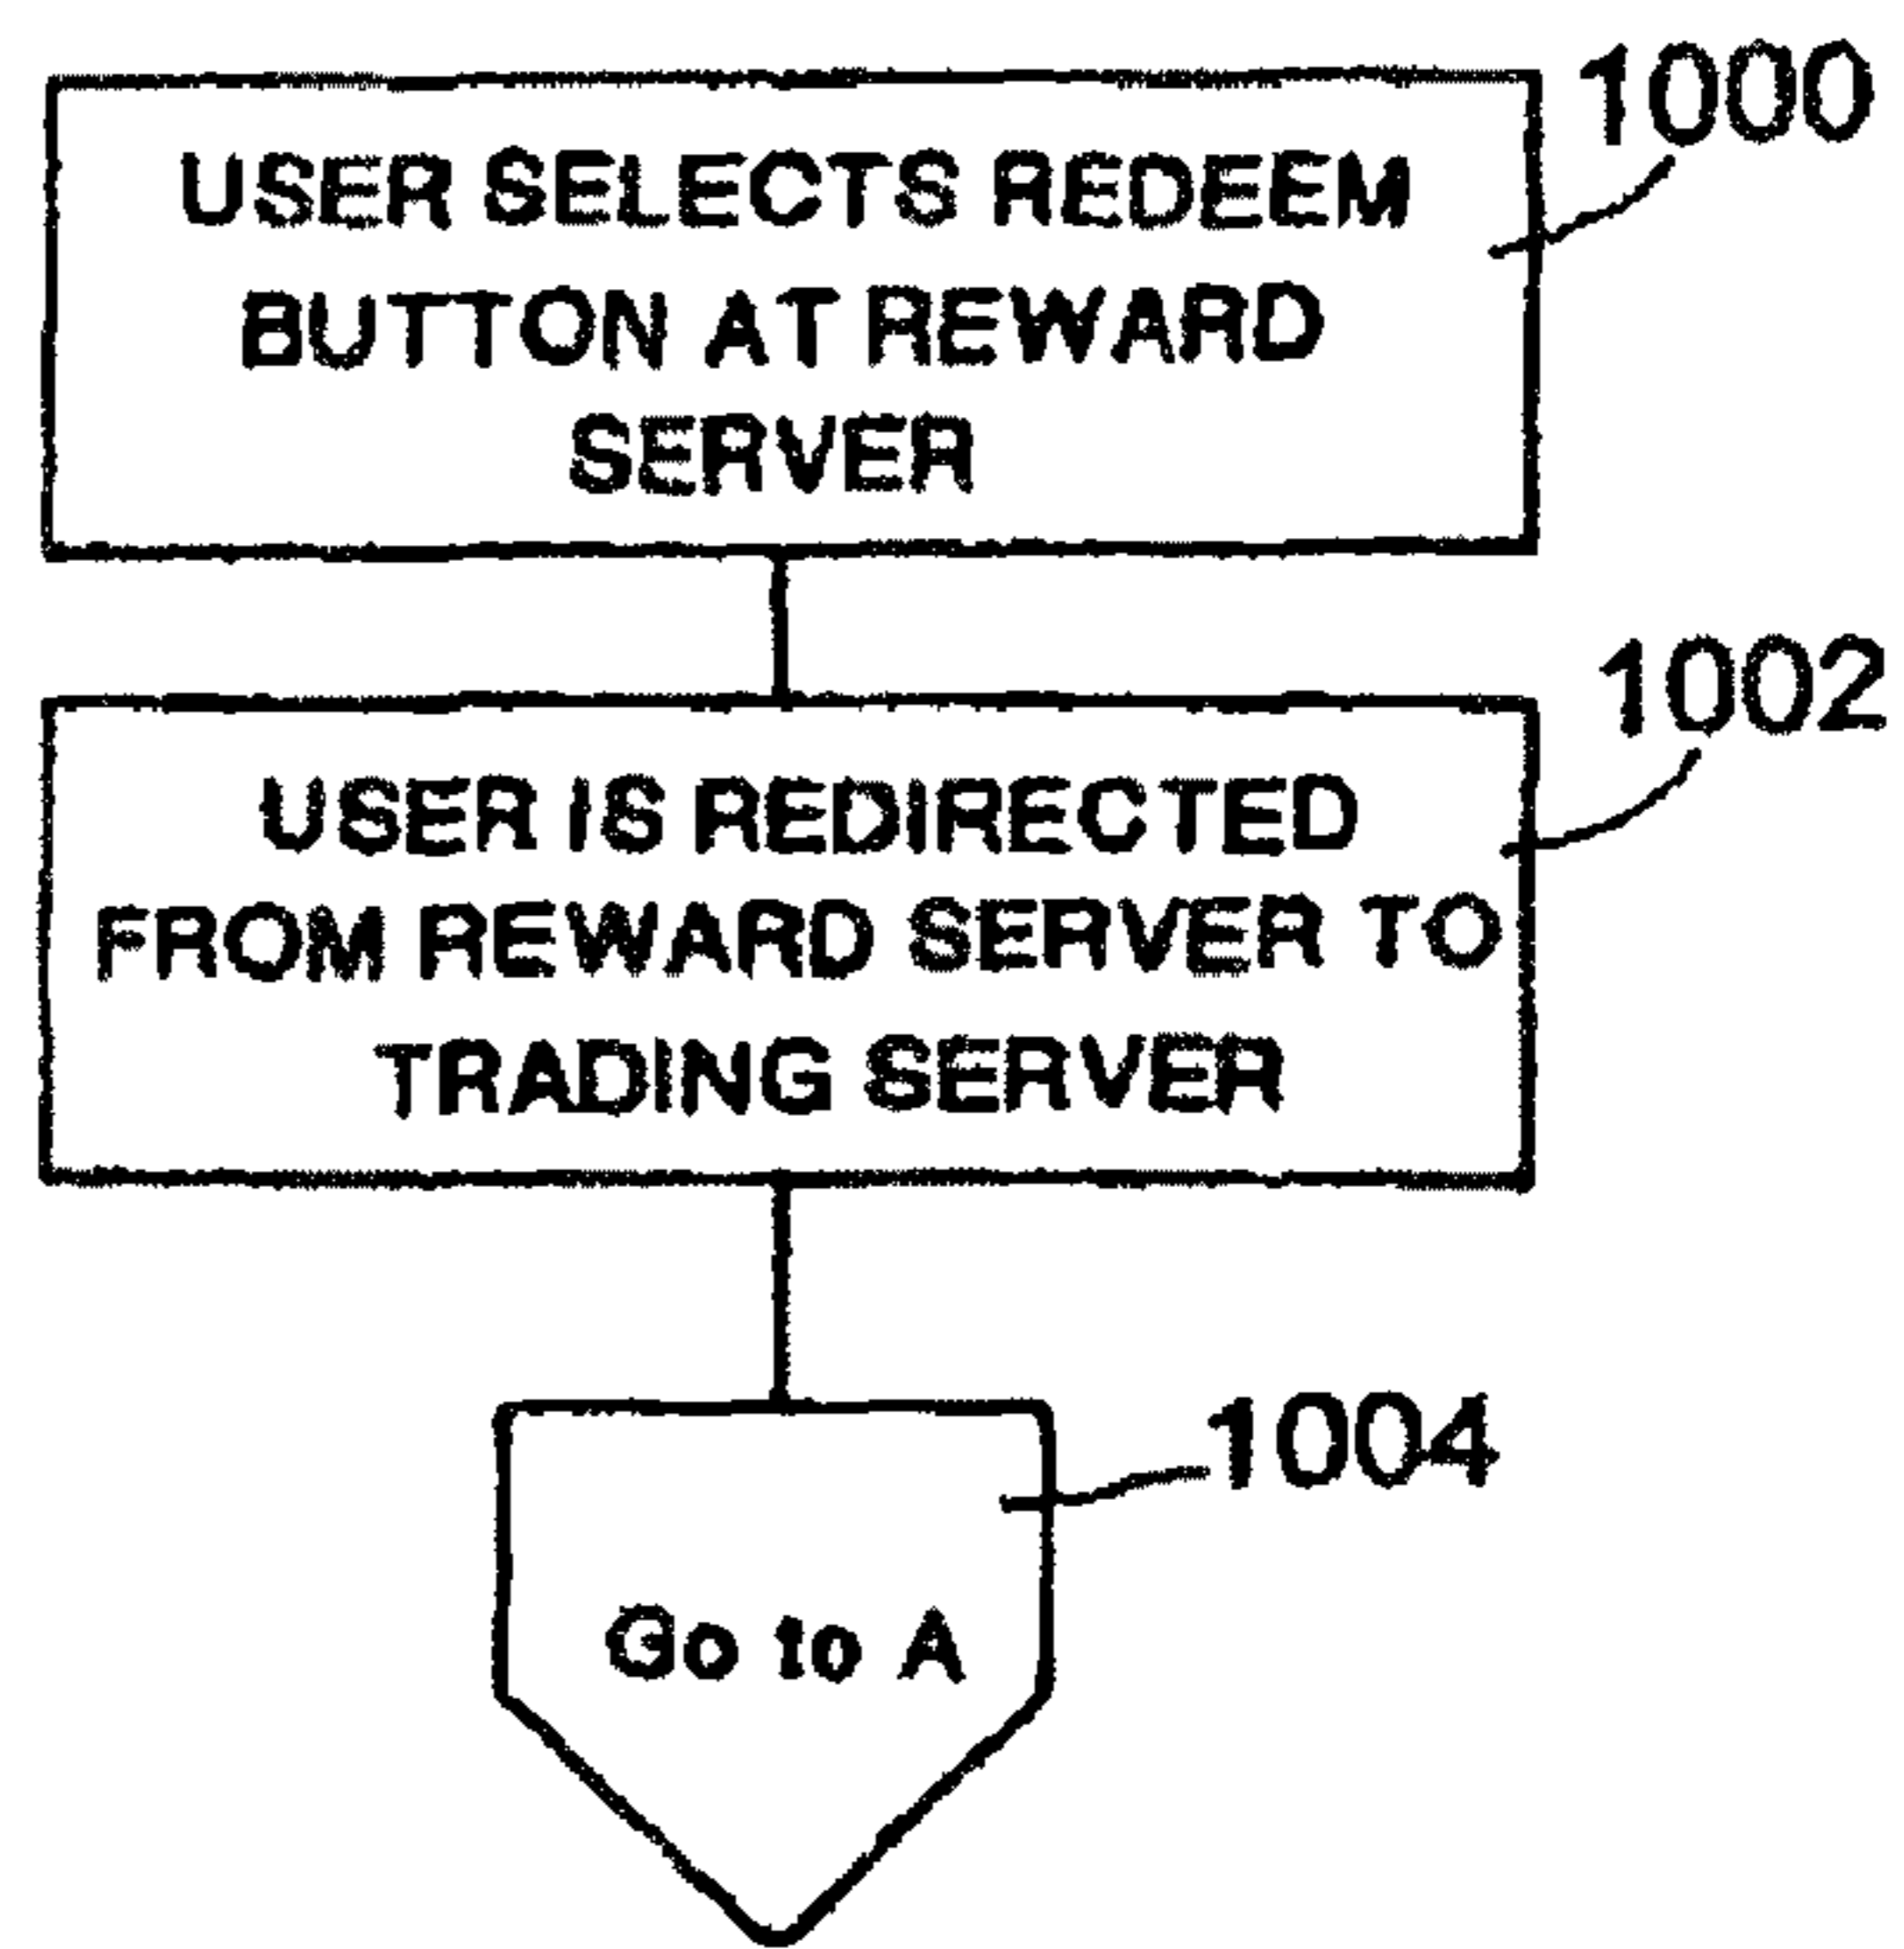 1000
USER SELECTS REDEEM
BUTTON AT REWARD
SERVER
1002
USER IS REDIRECTED
FROM REWARD SERVER TO
TRADING SERVER
1004
Go to A